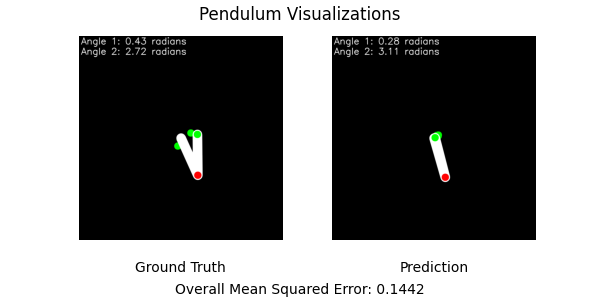 Pendulum Visualizations
Angle 1: 0.43 radians
Angle 2: 2.72 radians
Angle 1: 0.28 radians
Angle 2: 3.11 radians
Ground Truth
Prediction
Overall Mean Squared Error: 0.1442